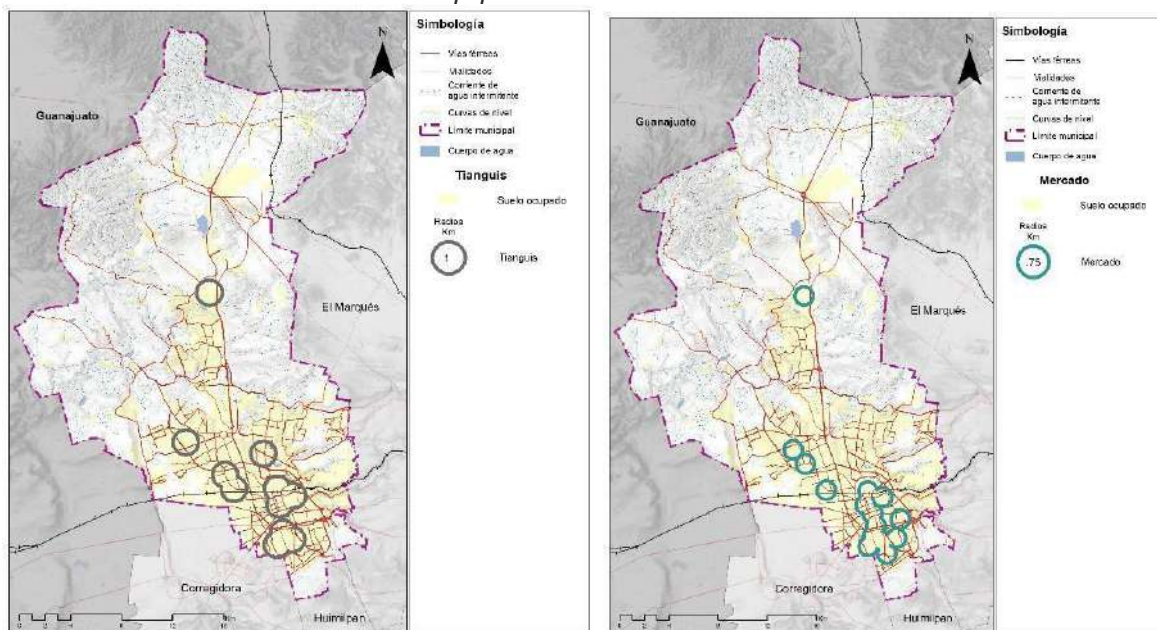 Simbología
Vías férreas
Vialidades
Corriente de
agua intermitente
Curvas de nivel
Límite municipal
Cuerpo de agua
Tianguis
Suelo ocupado
Radios
Km
1
Tianguis
N
Guanajuato
El Marqués
Corregidora
Huimilpan
Simbología
Vías férreas
Vialidades
Corriente de
agua intermitente
Curvas de nivel
Límite municipal
Cuerpo de agua
Mercado
Suelo ocupado
Radios
Km
.75
Mercado
N
Guanajuato
El Marqués
Corregidora
Huimilpan